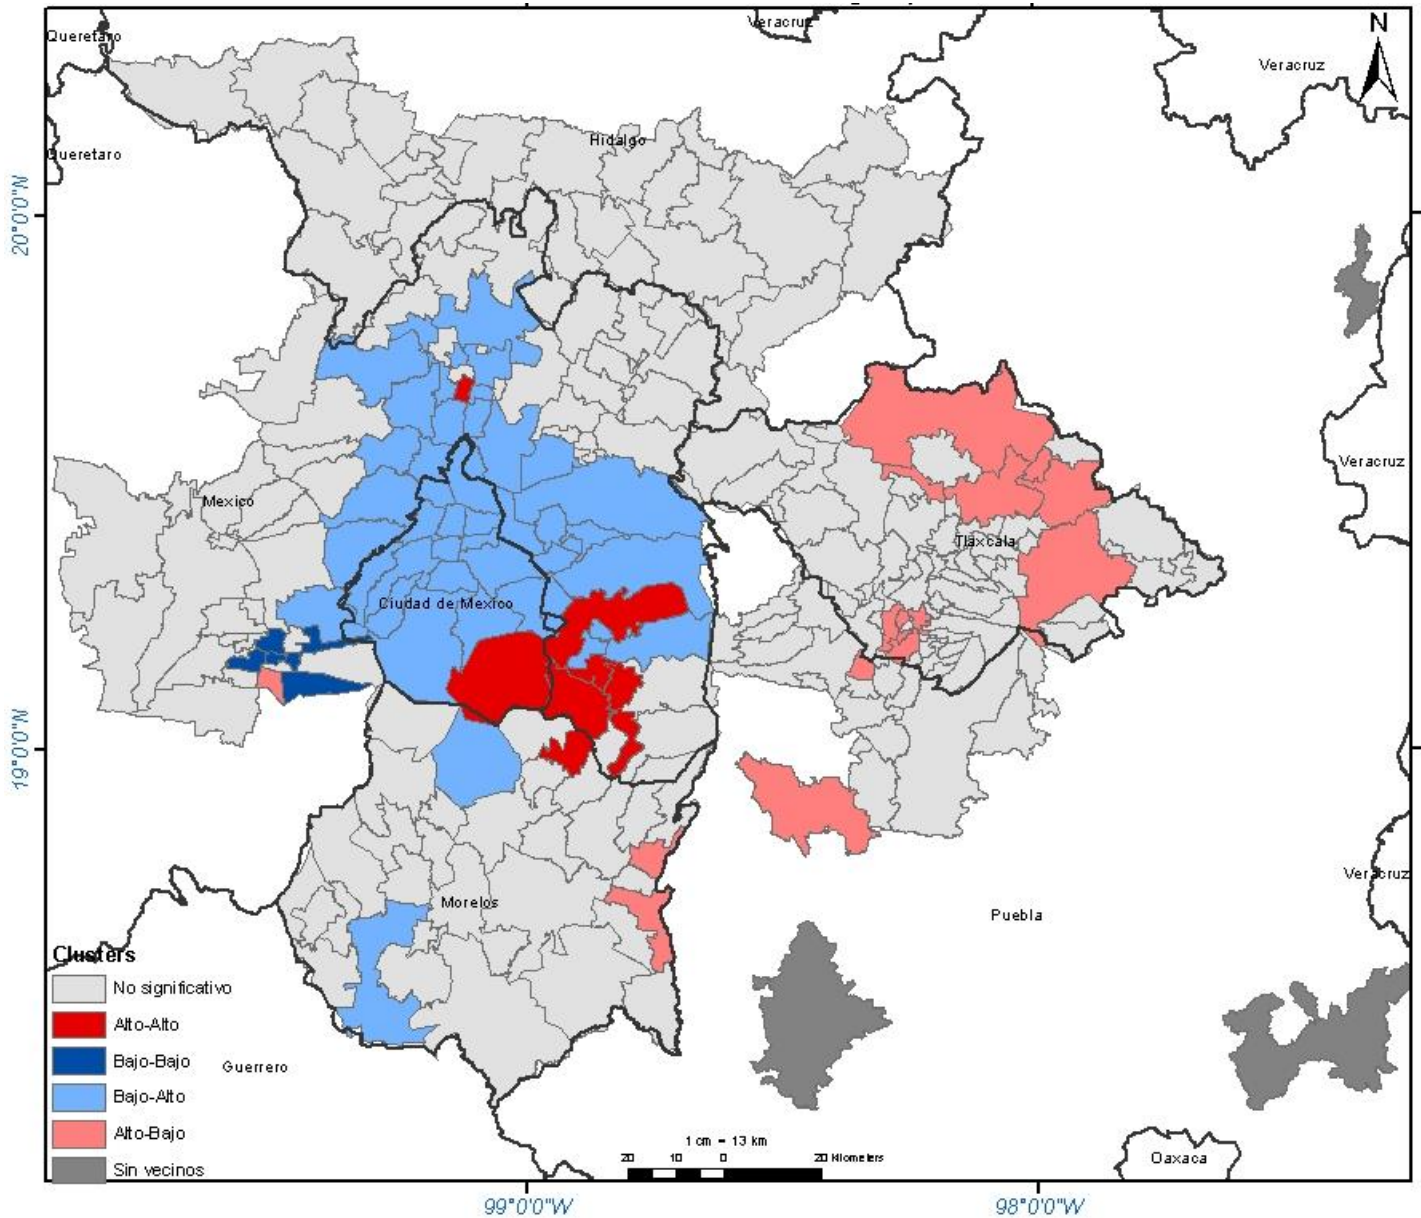 Veracruz
N
Queretaro
Veracruz
Hidalgo
Queretaro
20°0'0"N
Veracruz
Mexico
Tlaxcala
Ciudad de Mexico
19°0'0"N
Veracruz
Morelos
Puebla
Clusters
No significativo
Alto-Alto
Bajo-Bajo
Guerrero
Bajo-Alto
Alto-Bajo
1 cm = 13 km
20 10 0 20 Kilometers
Sin vecinos
Oaxaca
99°0'0"W
98°0'0"W